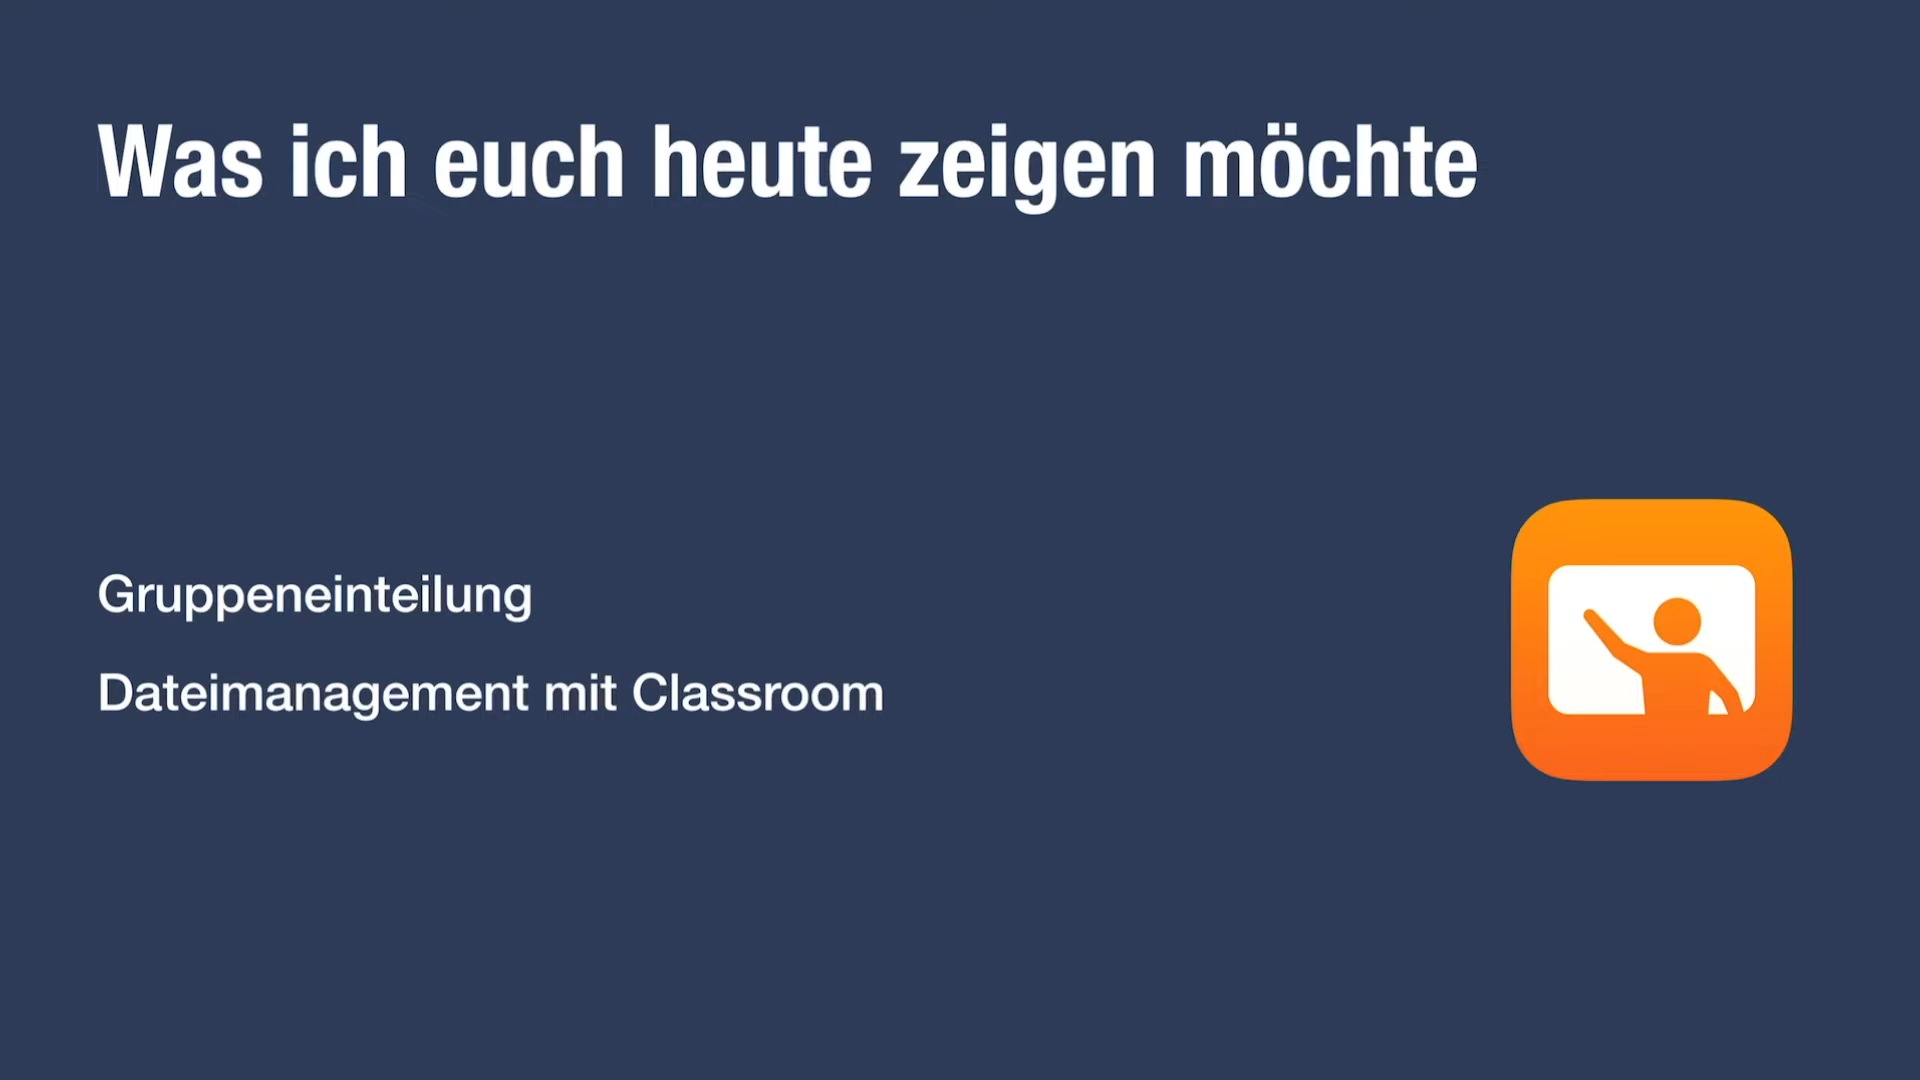 Was ich euch heute zeigen möchte
Gruppeneinteilung
Dateimanagement mit Classroom